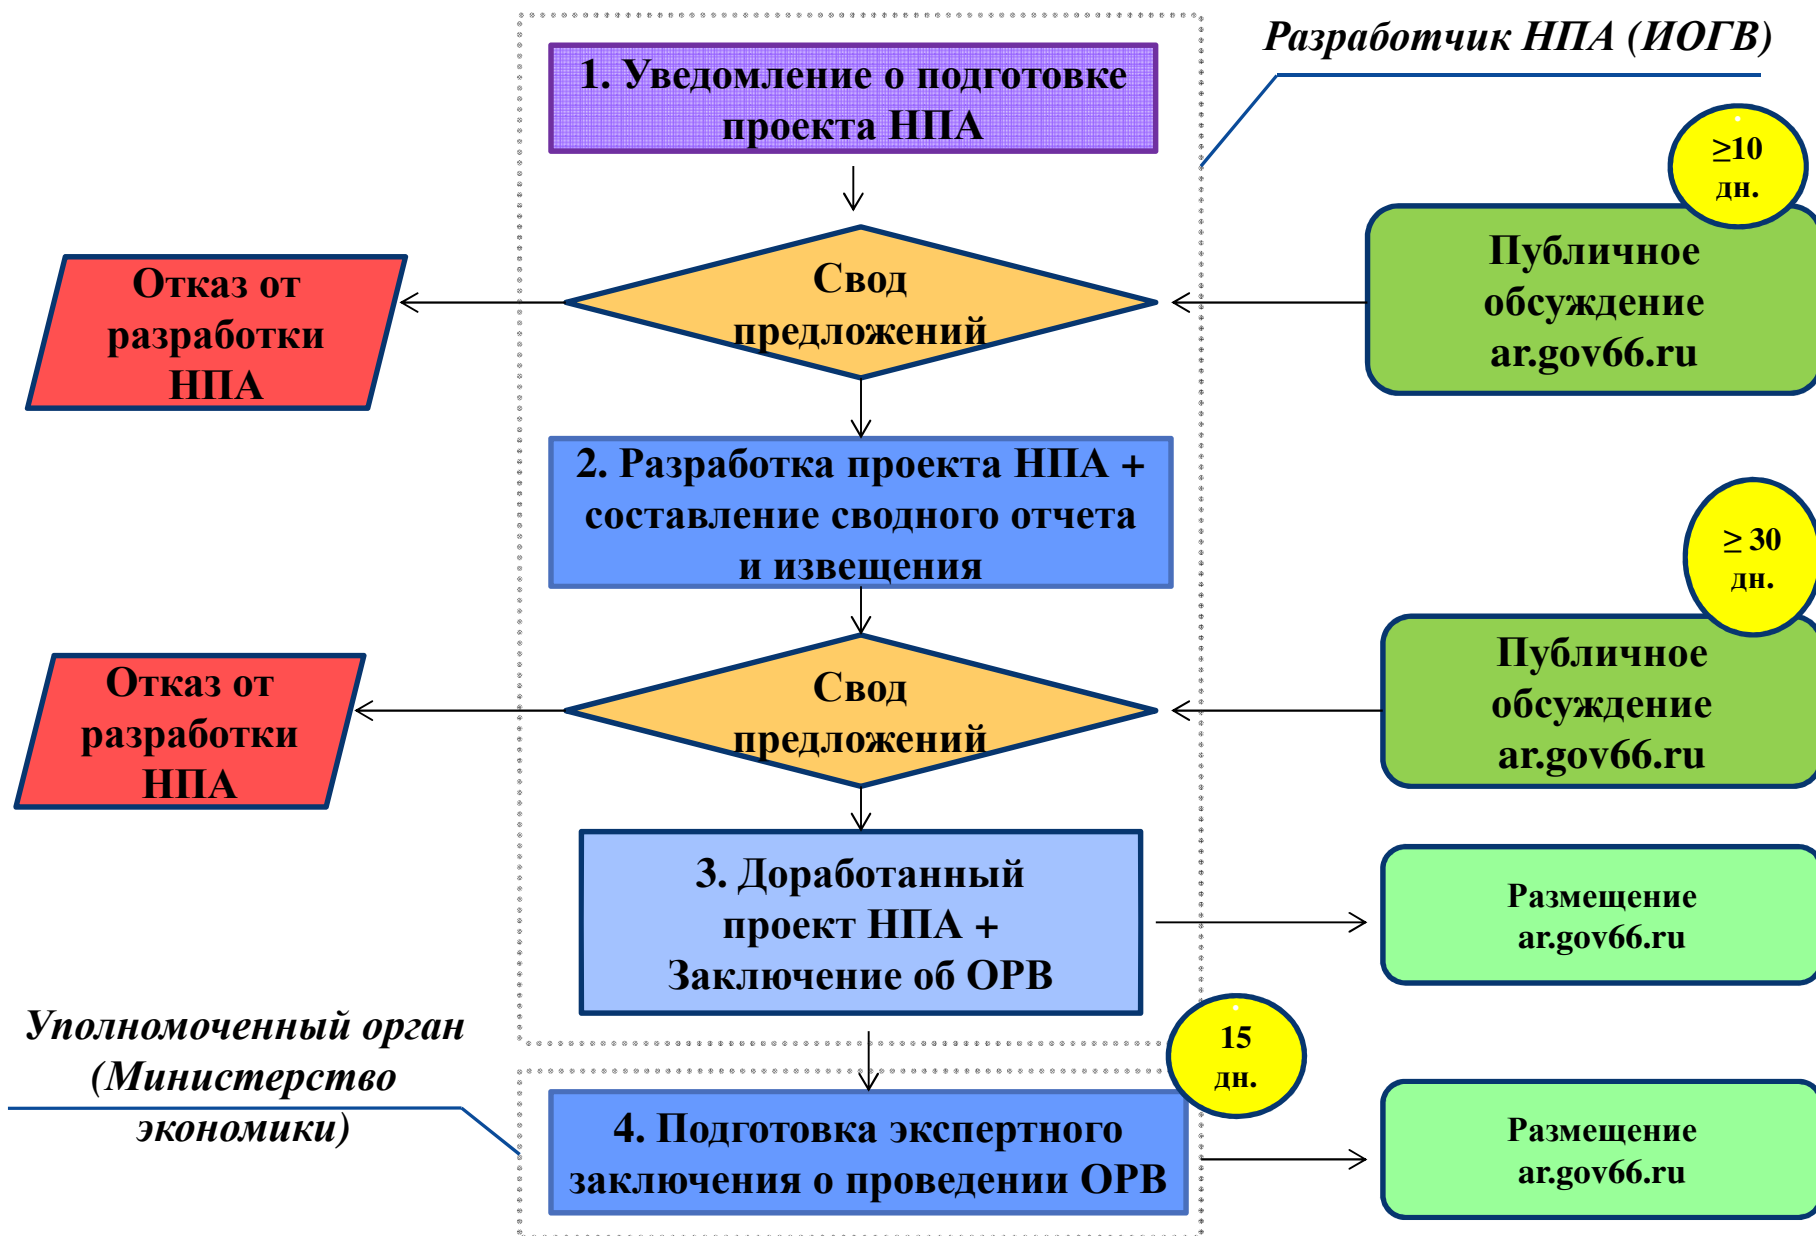 Разработчик НПА (ИОГВ)
1. Уведомление о подготовке
проекта НПА
≥10
дн.
Публичное
обсуждение
ar.gov66.ru
Свод
предложений
Отказ от
разработки
НПА
2. Разработка проекта НПА +
составление сводного отчета
и извещения
≥ 30
дн.
Публичное
обсуждение
ar.gov66.ru
Свод
предложений
Отказ от
разработки
НПА
3. Доработанный
проект НПА +
Заключение об ОРВ
Размещение
ar.gov66.ru
Уполномоченный орган
(Министерство
экономики)
15
дн.
4. Подготовка экспертного
заключения о проведении ОРВ
Размещение
ar.gov66.ru